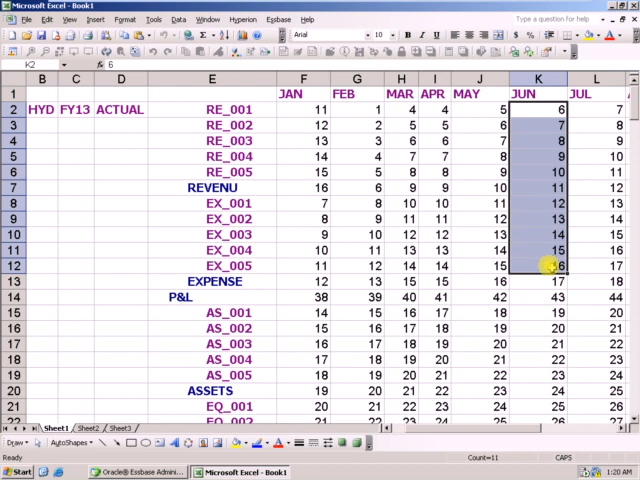 Microsoft Excel - Book1
File Edit View Insert Format Tools Data Window Hyperion Essbase Help Type a question for help
Arial 10 B I U $ %
K2 fx 6
B C D E F G H I J K L
1 JAN FEB MAR APR MAY JUN JUL
2 HYD FY13 ACTUAL RE_001 11 1 4 4 5 6 7
3 RE_002 12 2 5 5 6 7 8
4 RE_003 13 3 6 6 7 8 9
5 RE_004 14 4 7 7 8 9 10
6 RE_005 15 5 8 8 9 10 11
7 REVENU 16 6 9 9 10 11 12
8 EX_001 7 8 10 10 11 12 13
9 EX_002 8 9 11 11 12 13 14
10 EX_003 9 10 12 12 13 14 15
11 EX_004 10 11 13 13 14 15 16
12 EX_005 11 12 14 14 15 16 17
13 EXPENSE 12 13 15 15 16 17 18
14 P&L 38 39 40 41 42 43 44
15 AS_001 14 15 16 17 18 19 20
16 AS_002 15 16 17 18 19 20 21
17 AS_003 16 17 18 19 20 21 22
18 AS_004 17 18 19 20 21 22 23
19 AS_005 18 19 20 21 22 23 24
20 ASSETS 19 20 21 22 23 24 25
21 EQ_001 20 21 22 23 24 25 26
22 EQ_002 21 22 23 24 25 26 27
Sheet1 Sheet2 Sheet3
Draw AutoShapes
Ready Count=11 CAPS
Start Oracle® Essbase Admini... Microsoft Excel - Book1 1:20 AM